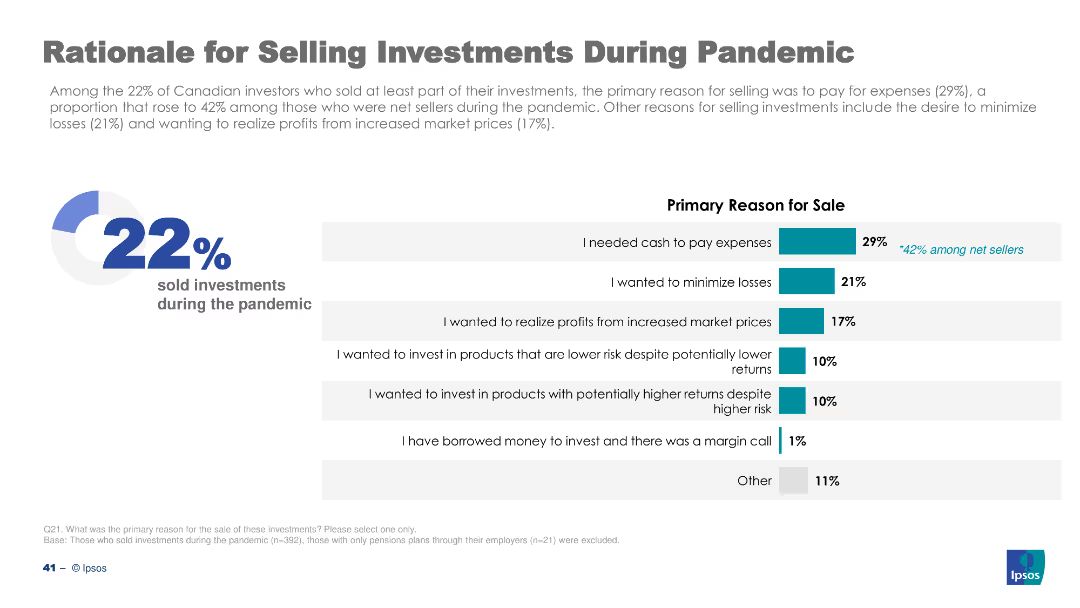 Rationale for Selling Investments During Pandemic
Among the 22% of Canadian investors who sold at least part of their investments, the primary reason for selling was to pay for expenses (29%), a
proportion that rose to 42% among those who were net sellers during the pandemic. Other reasons for selling investments include the desire to minimize
losses (21%) and wanting to realize profits from increased market prices (17%).
22%
sold investments
during the pandemic
Primary Reason for Sale
I needed cash to pay expenses 29% *42% among net sellers
I wanted to minimize losses 21%
I wanted to realize profits from increased market prices 17%
I wanted to invest in products that are lower risk despite potentially lower
returns 10%
I wanted to invest in products with potentially higher returns despite
higher risk 10%
I have borrowed money to invest and there was a margin call 1%
Other 11%
Q21. What was the primary reason for the sale of these investments? Please select one only.
Base: Those who sold investments during the pandemic (n=392), those with only pensions plans through their employers (n=21) were excluded.
41 – © Ipsos
Ipsos